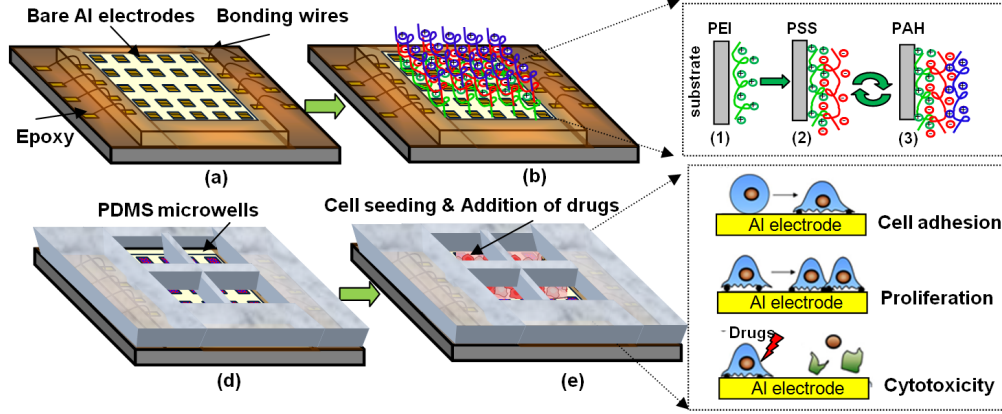 Bare Al electrodes
Bonding wires
Epoxy
(a)
(b)
PEI
PSS
PAH
substrate
(1)
(2)
(3)
PDMS microwells
Cell seeding & Addition of drugs
(d)
(e)
Al electrode
Cell adhesion
Al electrode
Proliferation
Drugs
Al electrode
Cytotoxicity